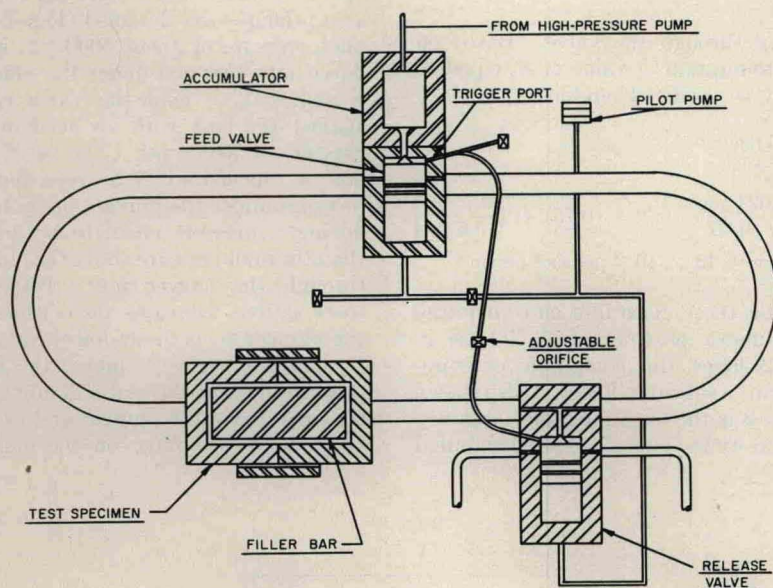 FROM HIGH-PRESSURE PUMP
ACCUMULATOR
TRIGGER PORT
PILOT PUMP
FEED VALVE
ADJUSTABLE
ORIFICE
TEST SPECIMEN
FILLER BAR
RELEASE
VALVE